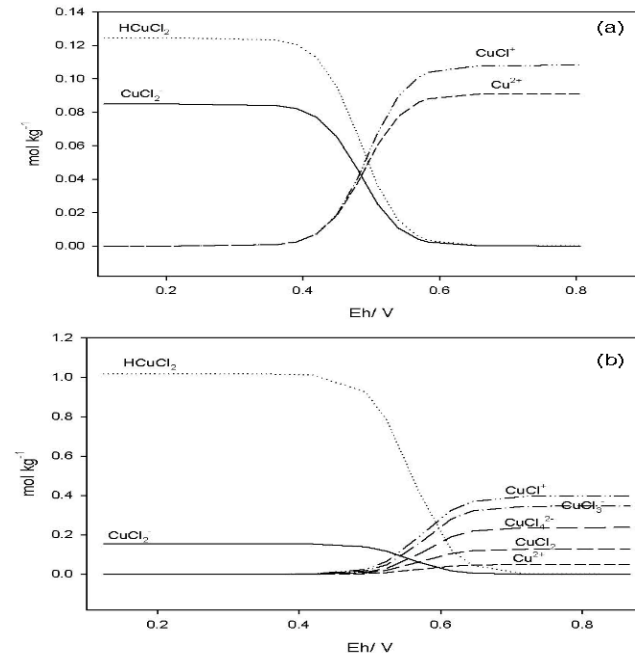 (a)
0.14
HCuCl₂
CuCl⁺
0.12
0.10
CuCl₂⁻
Cu²⁺
0.08
mol kg⁻¹
0.06
0.04
0.02
0.00
0.2 0.4 0.6 0.8
Eh/ V
(b)
1.2
HCuCl₂
1.0
0.8
mol kg⁻¹
0.6
CuCl⁺
0.4
CuCl₃⁻
CuCl₄²⁻
0.2
CuCl₂⁻
CuCl₂
Cu²⁺
0.0
0.2 0.4 0.6 0.8
Eh/ V